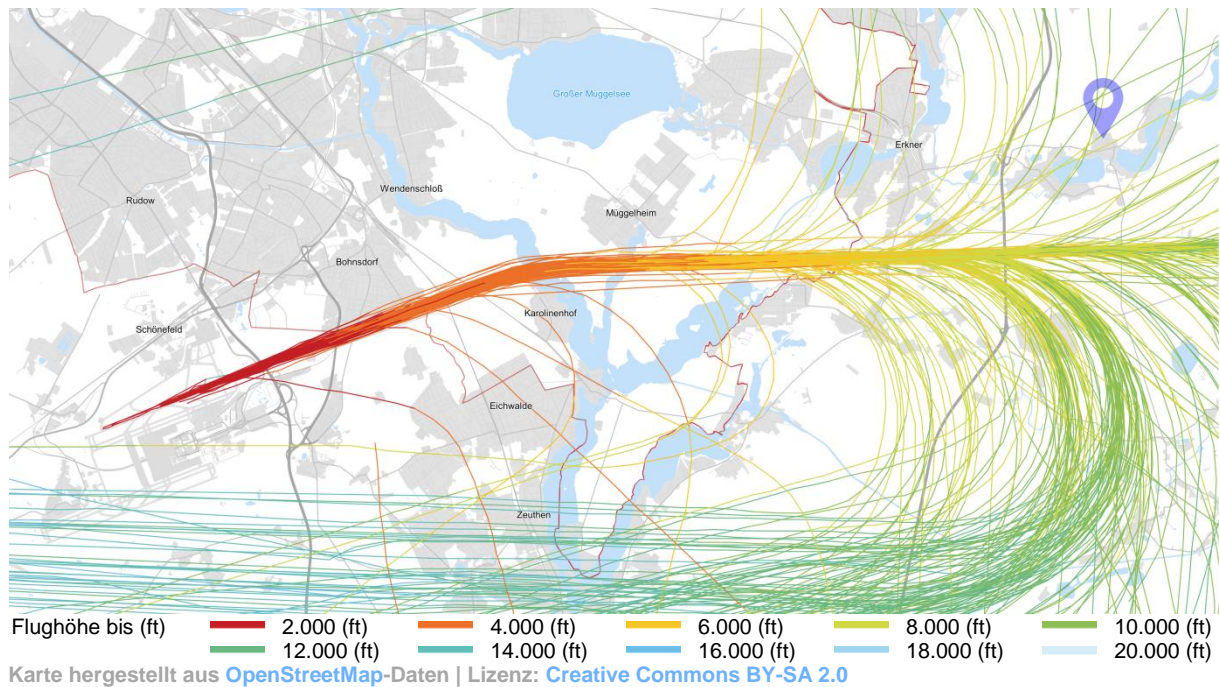 Großer Müggelsee
Erkner
Wendenschloß
Rudow
Müggelheim
Bohnsdorf
Karolinenhof
Schönefeld
Eichwalde
Zeuthen
Flughöhe bis (ft) 2.000 (ft) 4.000 (ft) 6.000 (ft) 8.000 (ft) 10.000 (ft)
12.000 (ft) 14.000 (ft) 16.000 (ft) 18.000 (ft) 20.000 (ft)
Karte hergestellt aus OpenStreetMap-Daten | Lizenz: Creative Commons BY-SA 2.0